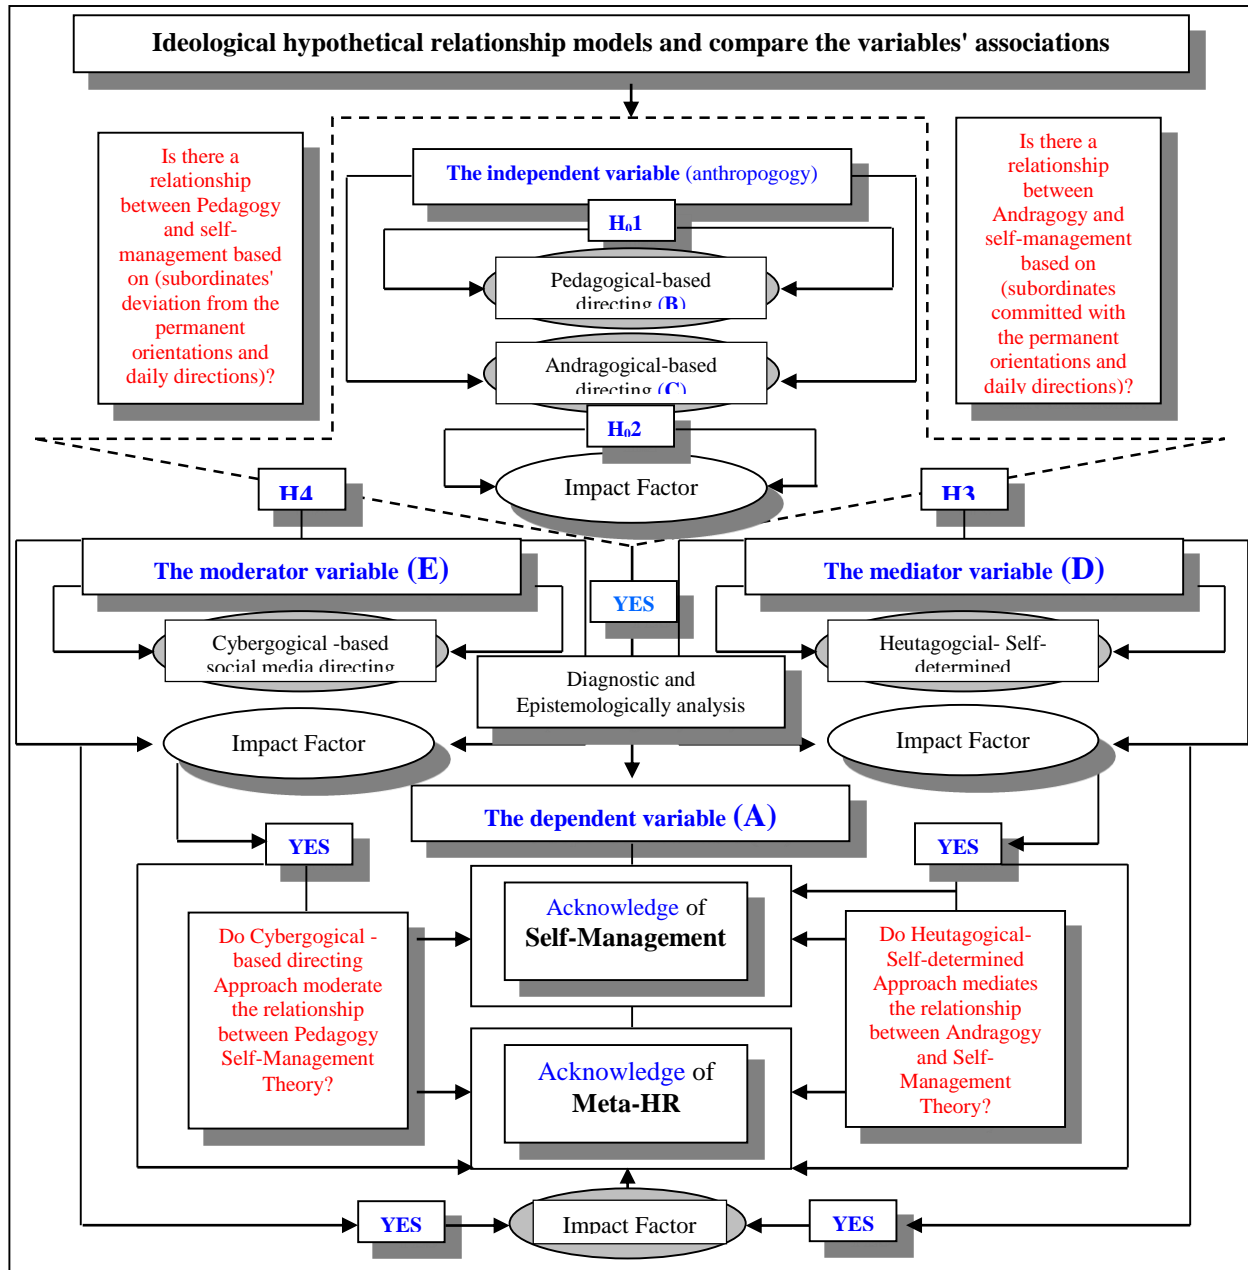 Ideological hypothetical relationship models and compare the variables' associations
Is there a
relationship
between Pedagogy
and self-
management based
on (subordinates'
deviation from the
permanent
orientations and
daily directions)?
The independent variable (anthropogogy)
H₀1
Pedagogical-based
directing (B)
Andragogical-based
directing (C)
H₀2
Impact Factor
Is there a
relationship
between
Andragogy and
self-management
based on
(subordinates
committed with
the permanent
orientations and
daily directions)?
H4
H3
The moderator variable (E)
YES
The mediator variable (D)
Cybergogical -based
social media directing
Heutagogcial- Self-
determined
Diagnostic and
Epistemologically analysis
Impact Factor
Impact Factor
The dependent variable (A)
YES
YES
Do Cybergogical -
based directing
Approach moderate
the relationship
between Pedagogy
Self-Management
Theory?
Acknowledge of
Self-Management
Acknowledge of
Meta-HR
Do Heutagogical-
Self-determined
Approach mediates
the relationship
between Andragogy
and Self-
Management
Theory?
YES
Impact Factor
YES